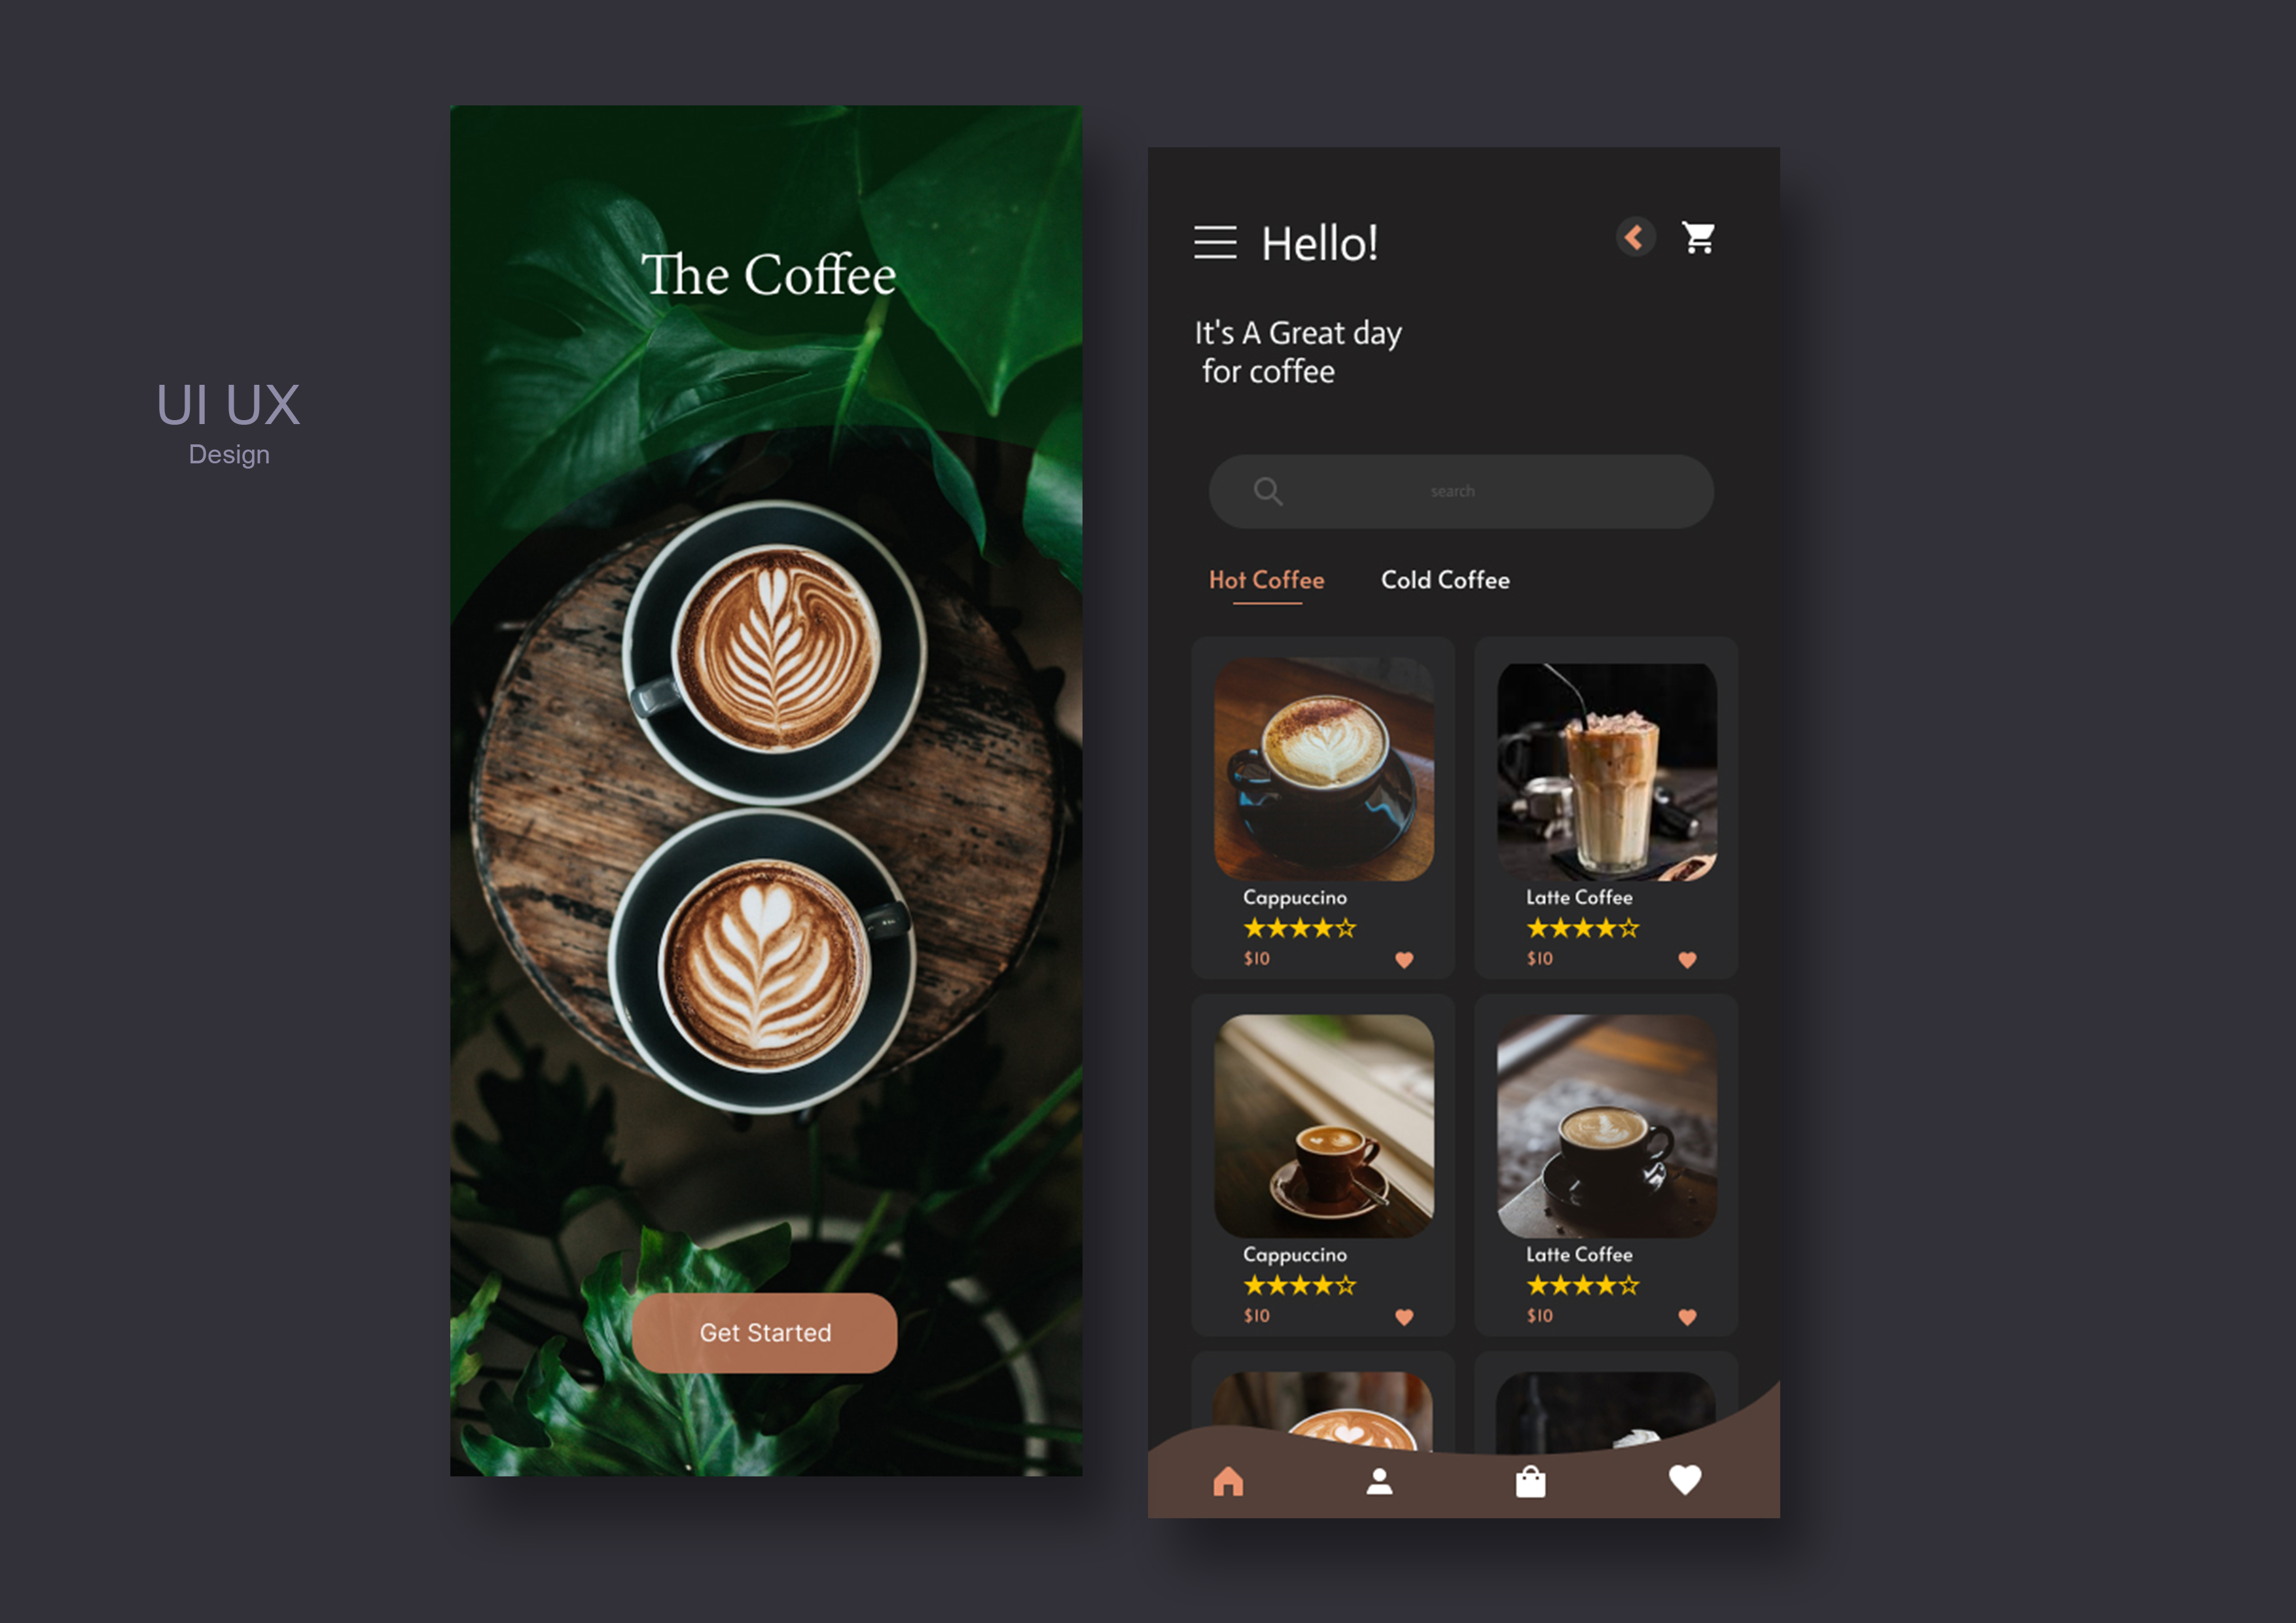 UI UX
Design
The Coffee
Get Started
Hello!
It's A Great day
for coffee
search
Hot Coffee
Cold Coffee
Cappuccino
$10
Latte Coffee
$10
Cappuccino
$10
Latte Coffee
$10